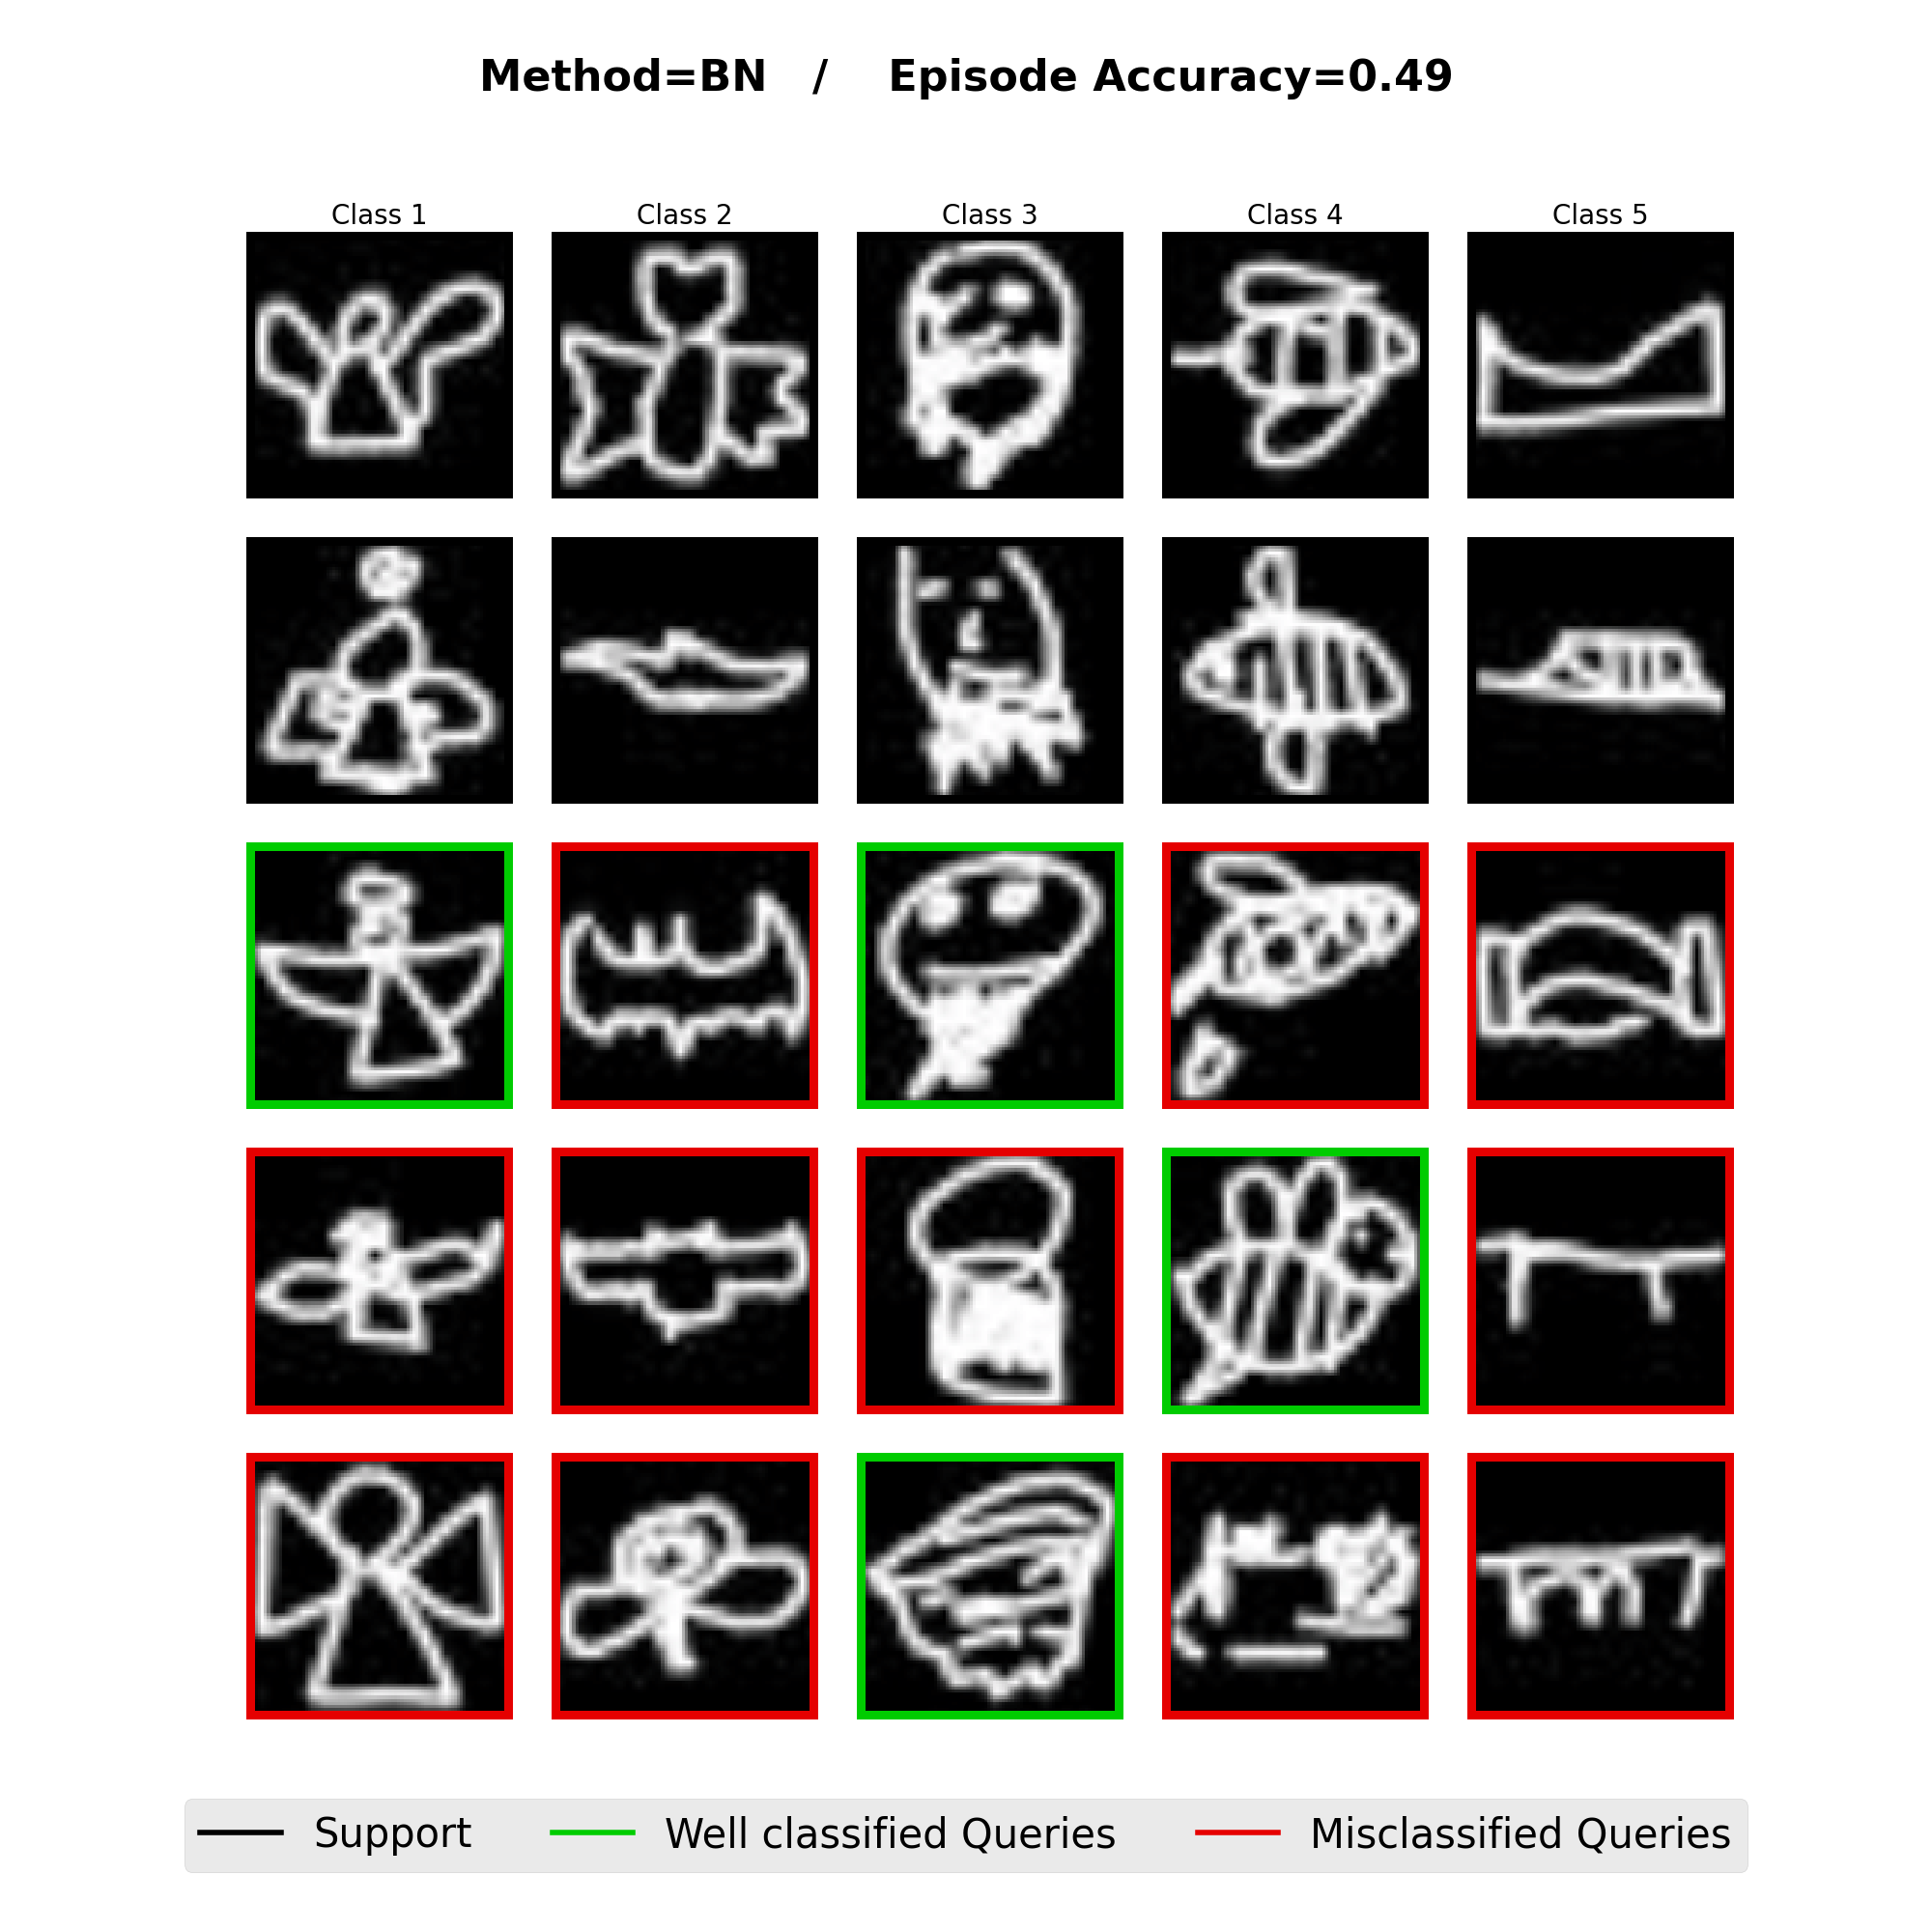 Method=BN / Episode Accuracy=0.49
Class 1 Class 2 Class 3 Class 4 Class 5
Support Well classified Queries Misclassified Queries